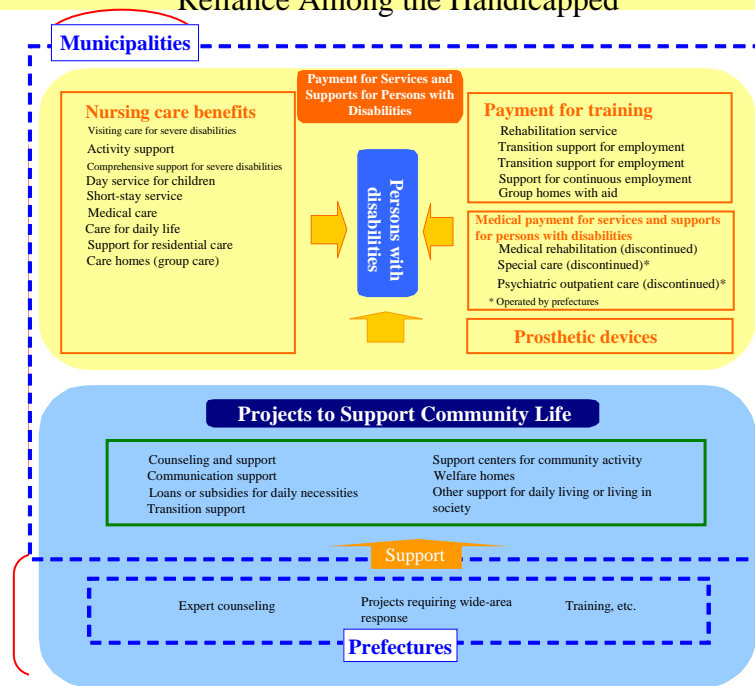 Reliance Among the Handicapped
Municipalities
Payment for Services and
Supports for Persons with
Disabilities
Nursing care benefits
Visiting care for severe disabilities
Activity support
Comprehensive support for severe disabilities
Day service for children
Short-stay service
Medical care
Care for daily life
Support for residential care
Care homes (group care)
Persons with
disabilities
Payment for training
Rehabilitation service
Transition support for employment
Transition support for employment
Support for continuous employment
Group homes with aid
Medical payment for services and supports
for persons with disabilities
Medical rehabilitation (discontinued)
Special care (discontinued)*
Psychiatric outpatient care (discontinued)*
* Operated by prefectures
Prosthetic devices
Projects to Support Community Life
Counseling and support
Communication support
Loans or subsidies for daily necessities
Transition support
Support centers for community activity
Welfare homes
Other support for daily living or living in
society
Support
Expert counseling
Projects requiring wide-area
response
Training, etc.
Prefectures